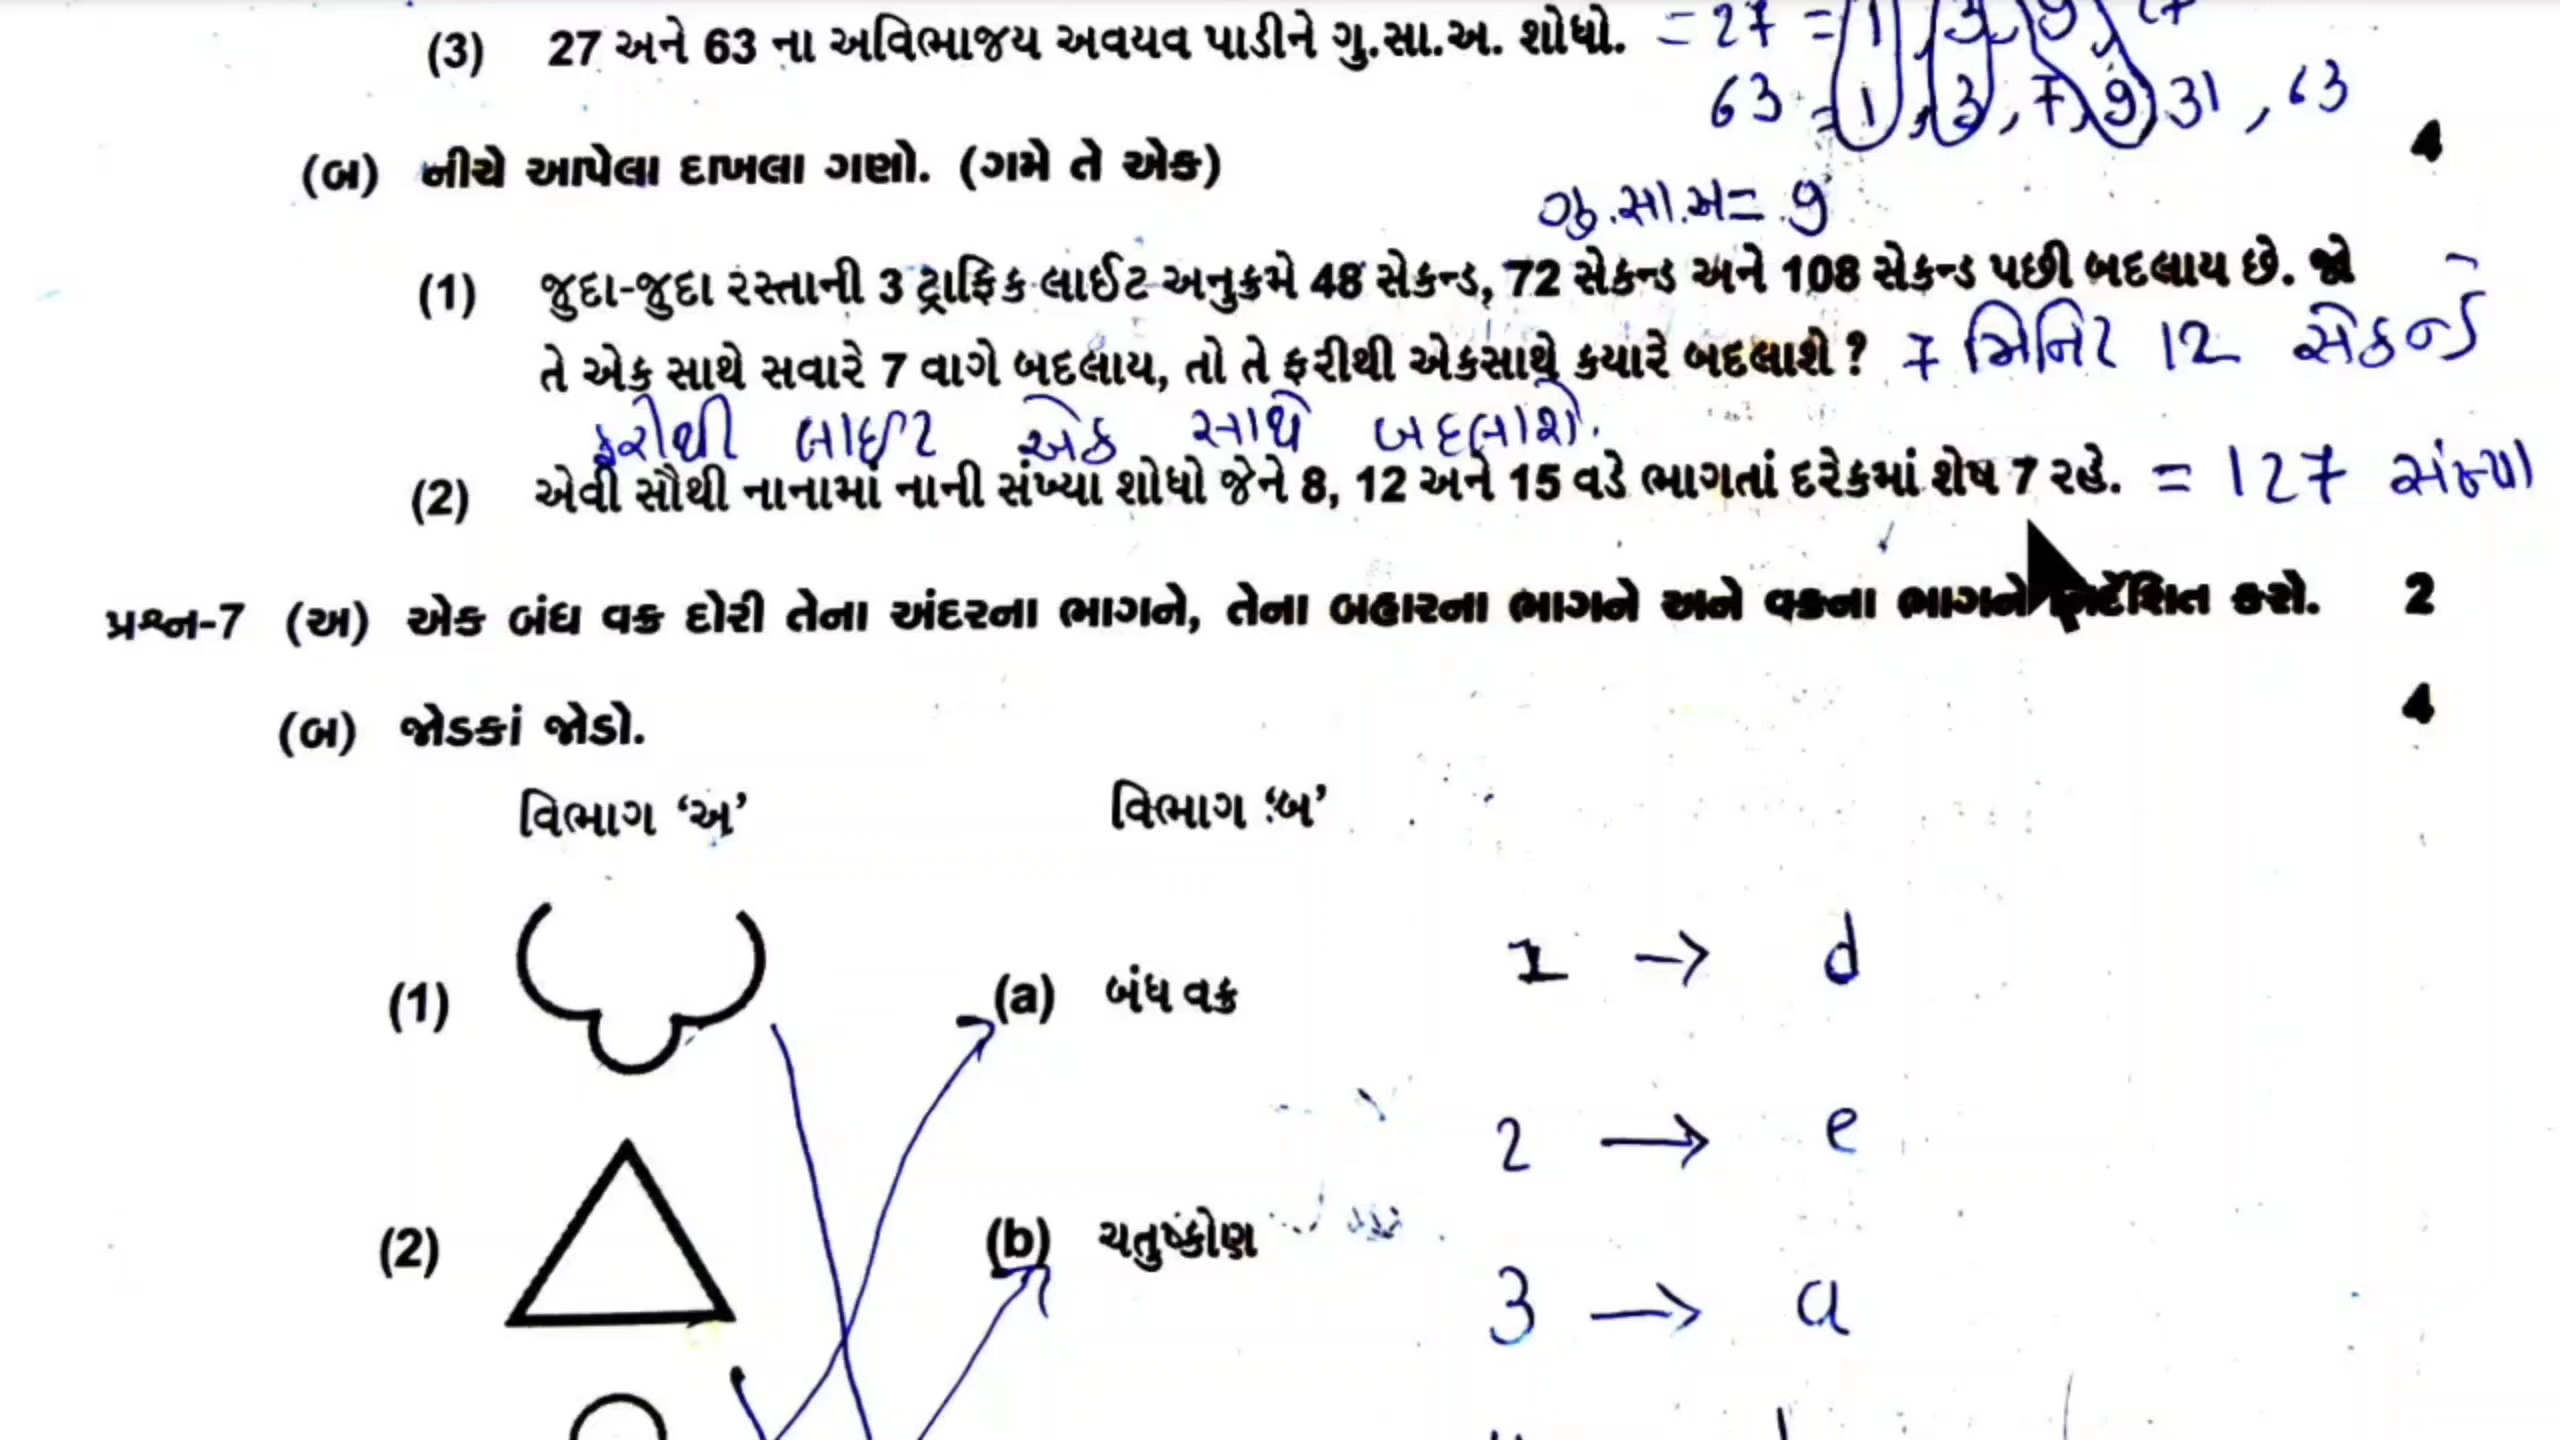 (3) 27 અને 63 ના અવિભાજય અવયવ પાડીને ગુ.સા.અ. શોધો. = 27 = 1, 3, 9,
63 = 1, 3, 7, 9, 31, 63
(બ) નીચે આપેલા દાખલા ગણો. (ગમે તે એક) 4
ગુ.સા.અ = 9
(1) જુદા-જુદા રસ્તાની 3 ટ્રાફિક લાઈટ અનુક્રમે 48 સેકન્ડ, 72 સેકન્ડ અને 108 સેકન્ડ પછી બદલાય છે. જો
તે એક સાથે સવારે 7 વાગે બદલાય, તો તે ફરીથી એકસાથે કયારે બદલાશે ? 7 મિનિટ 12 સેકન્ડે
ફરીથી લાઈટ એક સાથે બદલાશે.
(2) એવી સૌથી નાનામાં નાની સંખ્યા શોધો જેને 8, 12 અને 15 વડે ભાગતાં દરેકમાં શેષ 7 રહે. = 127 સંખ્યા
પ્રશ્ન-7 (અ) એક બંધ વક્ર દોરી તેના અંદરના ભાગને, તેના બહારના ભાગને અને વક્રના ભાગને કરો. 2
(બ) જોડકાં જોડો. 4
વિભાગ ‘અ’ વિભાગ ‘બ’
(1) (a) બંધ વક્ર 1 → d
2 → e
(2) (b) ચતુષ્કોણ
3 → a